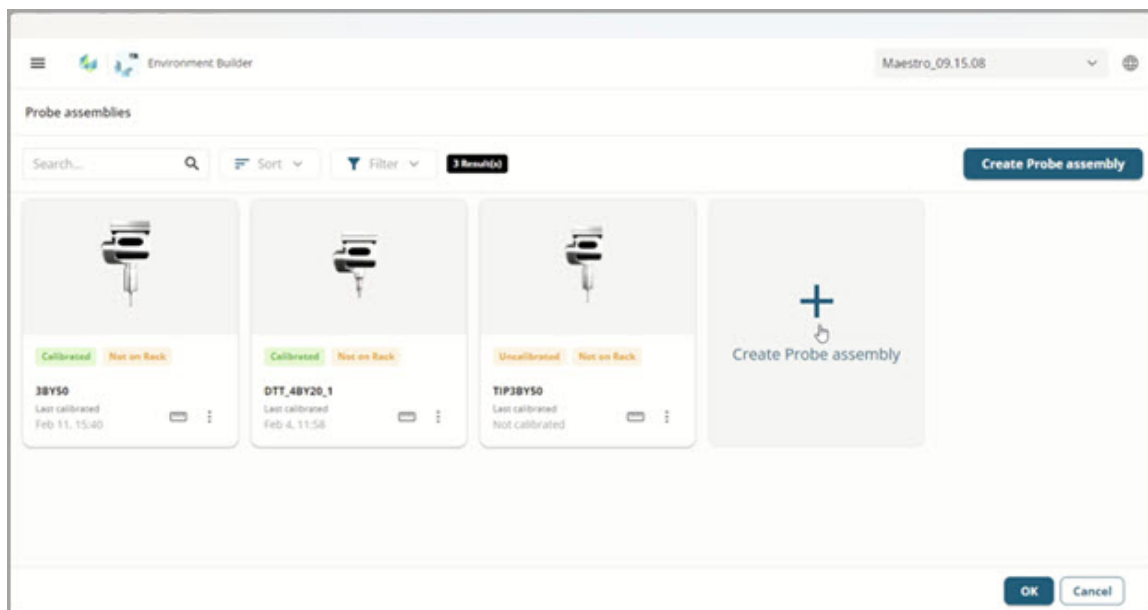 Environment Builder
Maestro_09.15.08
Probe assemblies
Search...
Sort
Filter
3 Result(s)
Create Probe assembly
Calibrated
Not on Rack
3BY50
Last calibrated
Feb 11, 15:40
Calibrated
Not on Rack
DTT_4BY20_1
Last calibrated
Feb 4, 11:58
Uncalibrated
Not on Rack
TIP3BY50
Last calibrated
Not calibrated
Create Probe assembly
OK
Cancel